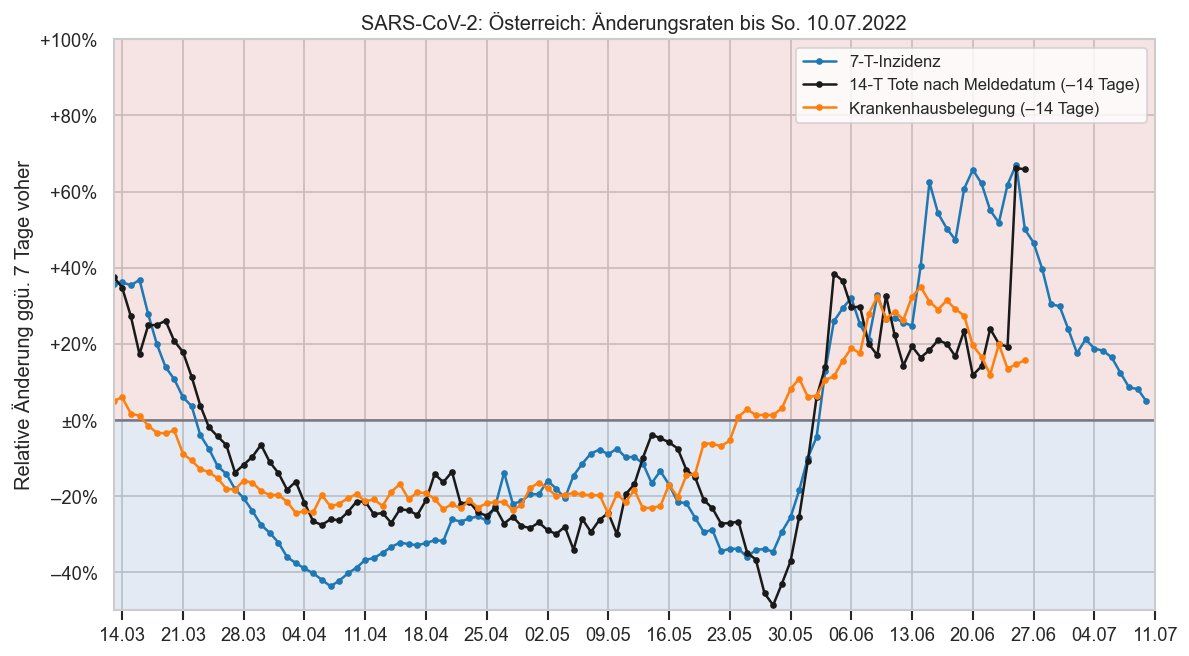 SARS-CoV-2: Österreich: Änderungsraten bis So. 10.07.2022
Relative Änderung ggü. 7 Tage voher
+100%
+80%
+60%
+40%
+20%
±0%
–20%
–40%
7-T-Inzidenz
14-T Tote nach Meldedatum (–14 Tage)
Krankenhausbelegung (–14 Tage)
14.03 21.03 28.03 04.04 11.04 18.04 25.04 02.05 09.05 16.05 23.05 30.05 06.06 13.06 20.06 27.06 04.07 11.07